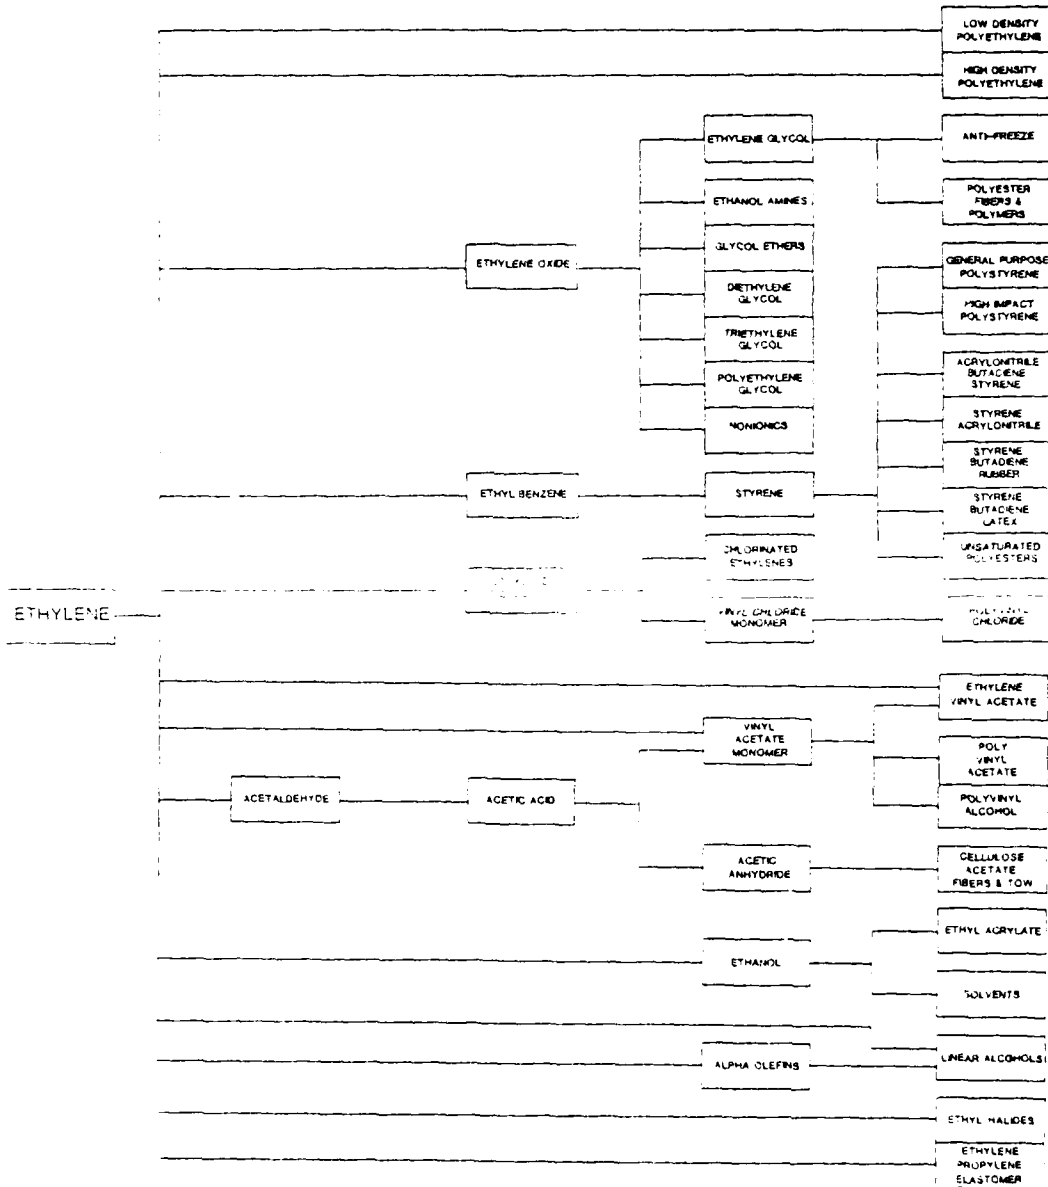 LOW DENSITY
POLYETHYLENE
HIGH DENSITY
POLYETHYLENE
ETHYLENE GLYCOL
ANTI-FREEZE
ETHANOL AMINES
POLYESTER
FIBERS &
POLYMERS
GLYCOL ETHERS
ETHYLENE OXIDE
GENERAL PURPOSE
POLYSTYRENE
DIETHYLENE
GLYCOL
HIGH IMPACT
POLYSTYRENE
TRIETHYLENE
GLYCOL
ACRYLONITRILE
BUTADIENE
STYRENE
POLYETHYLENE
GLYCOL
NONIONICS
STYRENE
ACRYLONITRILE
STYRENE
BUTADIENE
RUBBER
ETHYL BENZENE
STYRENE
STYRENE
BUTADIENE
LATEX
CHLORINATED
ETHYLENES
UNSATURATED
POLYESTERS
ETHYLENE
VINYL CHLORIDE
MONOMER
POLYVINYL
CHLORIDE
ETHYLENE
VINYL ACETATE
VINYL
ACETATE
MONOMER
POLY
VINYL
ACETATE
ACETALDEHYDE
ACETIC ACID
POLYVINYL
ALCOHOL
ACETIC
ANHYDRIDE
CELLULOSE
ACETATE
FIBERS & TOW
ETHYL ACRYLATE
ETHANOL
SOLVENTS
ALPHA OLEFINS
LINEAR ALCOHOLS
ETHYL HALIDES
ETHYLENE
PROPYLENE
ELASTOMER